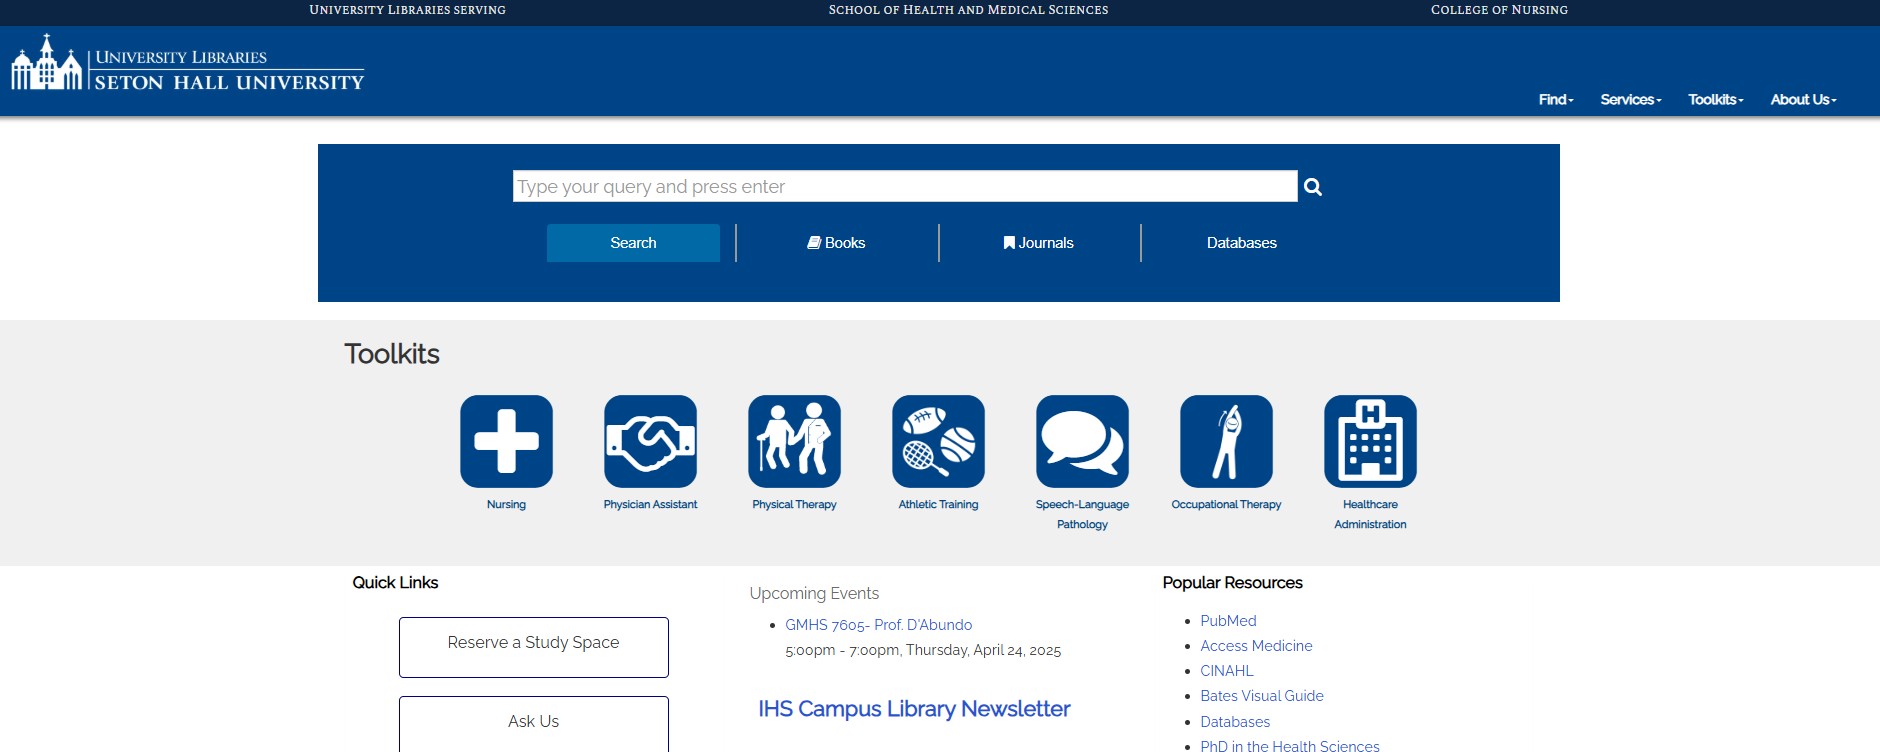 University Libraries serving
School of Health and Medical Sciences
College of Nursing
University Libraries
SETON HALL UNIVERSITY
Find
Services
Toolkits
About Us
Type your query and press enter
Search
Books
Journals
Databases
Toolkits
H
Nursing
Physician Assistant
Physical Therapy
Athletic Training
Speech-Language
Pathology
Occupational Therapy
Healthcare
Administration
Quick Links
Reserve a Study Space
Ask Us
Upcoming Events
GMHS 7605- Prof. D'Abundo
5:00pm - 7:00pm, Thursday, April 24, 2025
IHS Campus Library Newsletter
Popular Resources
PubMed
Access Medicine
CINAHL
Bates Visual Guide
Databases
PhD in the Health Sciences